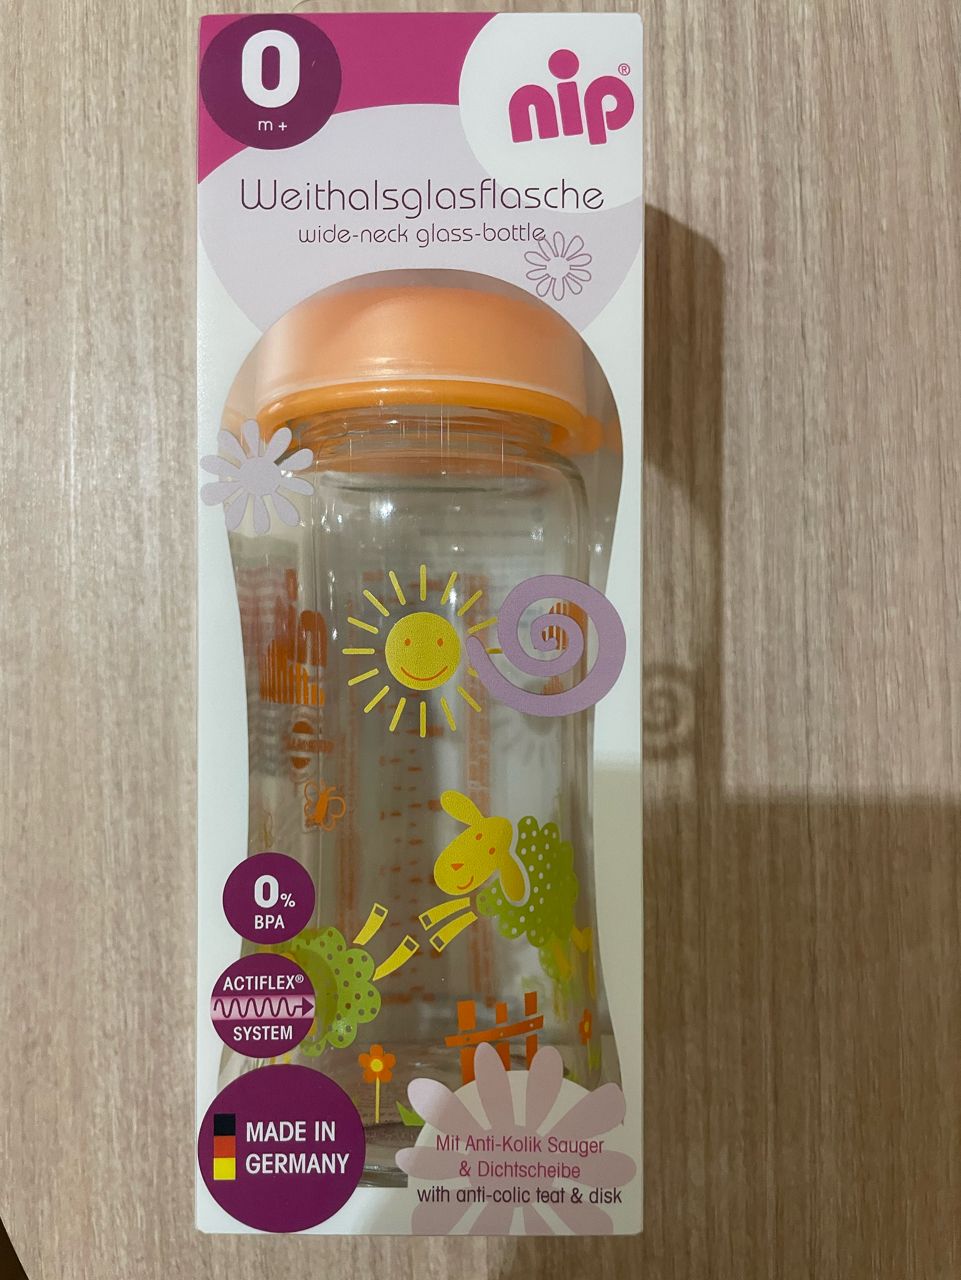 0
m +
nip®
Weithalsglasflasche
wide-neck glass-bottle
0%
BPA
ACTIFLEX®
SYSTEM
MADE IN
GERMANY
Mit Anti-Kolik Sauger
& Dichtscheibe
with anti-colic teat & disk